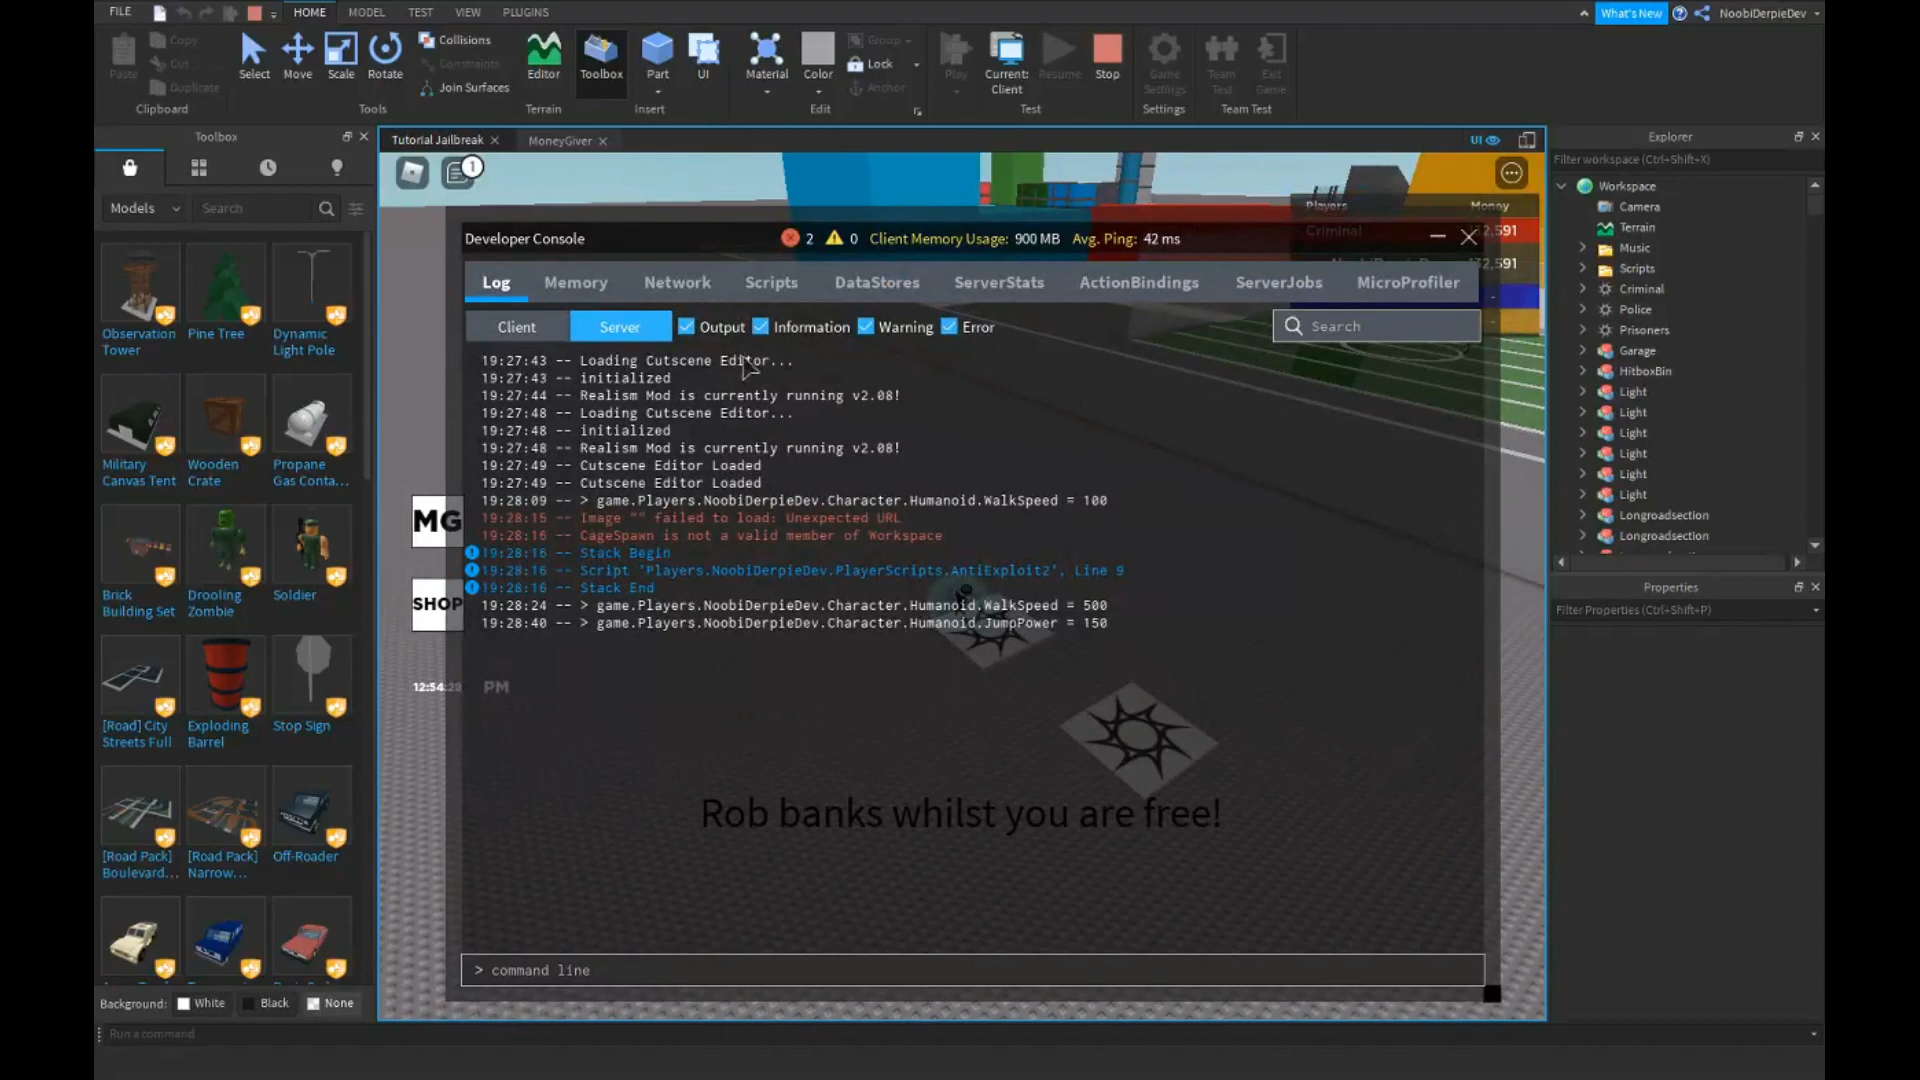 FILE HOME MODEL TEST VIEW PLUGINS What's New NoobiDerpieDev
Paste Copy Cut Duplicate Clipboard
Select Move Scale Rotate Collisions Constraints Join Surfaces Tools
Editor Terrain Toolbox Part UI Insert
Material Color Group Lock Anchor Edit
Play Current: Client Resume Stop Test
Game Settings Settings Team Test Exit Game Team Test
Toolbox
Models Search
Observation Tower
Pine Tree
Dynamic Light Pole
Military Canvas Tent
Wooden Crate
Propane Gas Conta...
Brick Building Set
Drooling Zombie
Soldier
[Road] City Streets Full
Exploding Barrel
Stop Sign
[Road Pack] Boulevard...
[Road Pack] Narrow...
Off-Roader
Background: White Black None
Run a command
Tutorial Jailbreak MoneyGiver UI
1
Players Money
Criminal
132,591
Developer Console 2 0 Client Memory Usage: 900 MB Avg. Ping: 42 ms
Log Memory Network Scripts DataStores ServerStats ActionBindings ServerJobs MicroProfiler
Client Server Output Information Warning Error Search
19:27:43 -- Loading Cutscene Editor...
19:27:43 -- initialized
19:27:44 -- Realism Mod is currently running v2.08!
19:27:48 -- Loading Cutscene Editor...
19:27:48 -- initialized
19:27:48 -- Realism Mod is currently running v2.08!
19:27:49 -- Cutscene Editor Loaded
19:27:49 -- Cutscene Editor Loaded
19:28:09 -- > game.Players.NoobiDerpieDev.Character.Humanoid.WalkSpeed = 100
19:28:15 -- Image "" failed to load: Unexpected URL
19:28:16 -- CageSpawn is not a valid member of Workspace
19:28:16 -- Stack Begin
19:28:16 -- Script 'Players.NoobiDerpieDev.PlayerScripts.AntiExploit2', Line 9
19:28:16 -- Stack End
19:28:24 -- > game.Players.NoobiDerpieDev.Character.Humanoid.WalkSpeed = 500
19:28:40 -- > game.Players.NoobiDerpieDev.Character.Humanoid.JumpPower = 150
MG
SHOP
PM
Rob banks whilst you are free!
> command line
Explorer
Filter workspace (Ctrl+Shift+X)
Workspace
Camera
Terrain
Music
Scripts
Criminal
Police
Prisoners
Garage
HitboxBin
Light
Light
Light
Light
Light
Light
Longroadsection
Longroadsection
Properties
Filter Properties (Ctrl+Shift+P)